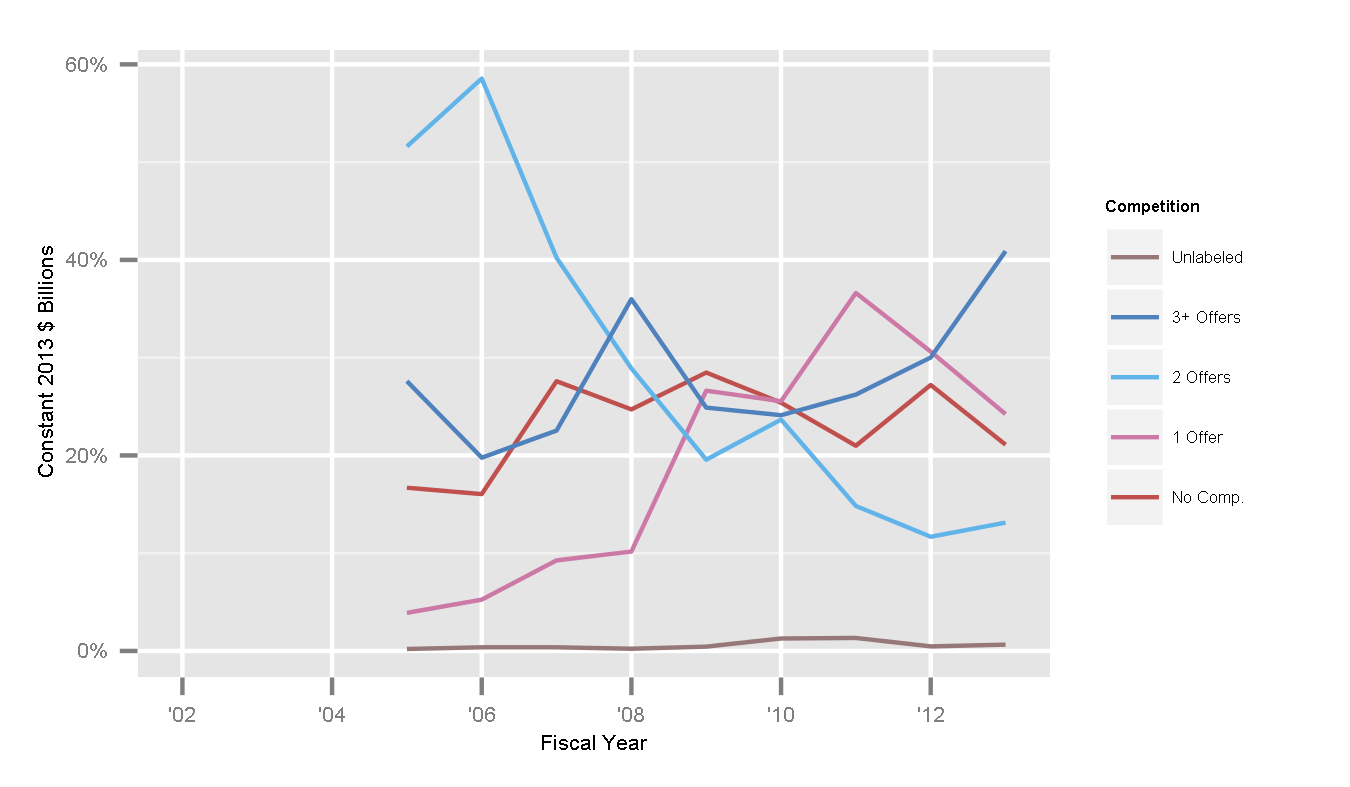 60%
40%
20%
0%
Constant 2013 $ Billions
'02
'04
'06
'08
'10
'12
Fiscal Year
Competition
Unlabeled
3+ Offers
2 Offers
1 Offer
No Comp.